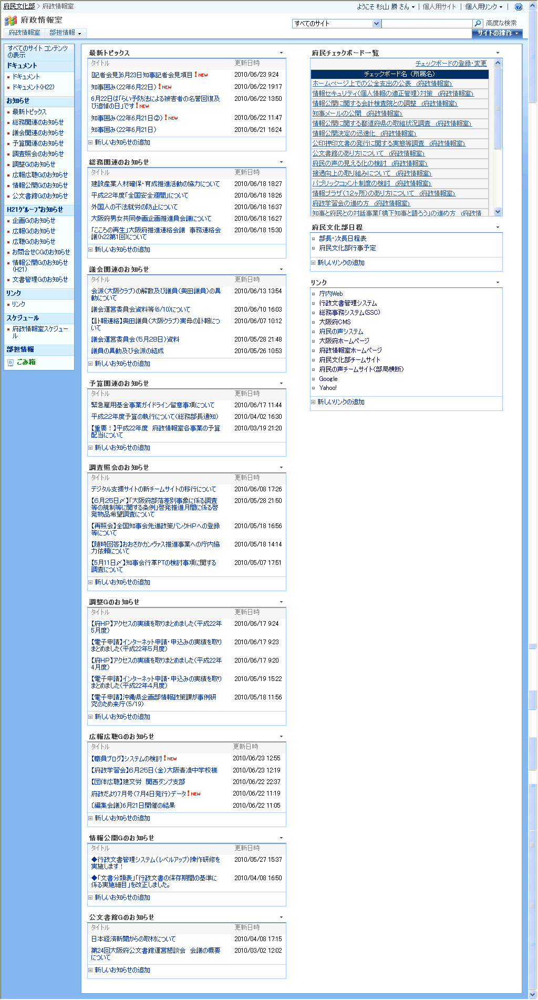 府民文化部 > 府政情報室
ようこそ 杉山 勝 さん | 個人用サイト | 個人用リンク |
府政情報室
すべてのサイト
高度な検索
府政情報室 部担情報
サイトの操作
すべてのサイト コンテンツ
の表示
ドキュメント
ドキュメント
ドキュメント(H22)
お知らせ
最新トピックス
総務関連のお知らせ
議会関連のお知らせ
予算関連のお知らせ
調査照会のお知らせ
調整Gのお知らせ
広報広聴Gのお知らせ
情報公開Gのお知らせ
公文書館Gのお知らせ
H21グループお知らせ
企画Gのお知らせ
広報Gのお知らせ
広聴Gのお知らせ
お問合せCGのお知らせ
情報公開Gのお知らせ
(H21)
文書管理Gのお知らせ
リンク
リンク
スケジュール
府政情報室スケジュー
ル
部担情報
ごみ箱
最新トピックス
タイトル 更新日時
[記者会見]6月23日知事記者会見項目 ! NEW 2010/06/23 9:24
知事囲み(22年6月22日) ! NEW 2010/06/22 19:17
6月22日は「らい予防法による被害者の名誉回復及 2010/06/22 13:50
び追悼の日」です ! NEW
知事囲み(22年6月21日②) ! NEW 2010/06/22 11:47
知事囲み(22年6月21日) 2010/06/21 16:24
新しいお知らせの追加
総務関連のお知らせ
タイトル 更新日時
建設産業人材確保・育成推進活動の協力について 2010/06/18 18:27
平成22年度「全国安全週間」について 2010/06/18 18:26
外国人の不法就労の防止について 2010/06/18 16:37
大阪府男女共同参画企画推進員会議について 2010/06/18 16:27
「こころの再生」大阪府推進連絡会議 事務連絡会 2010/06/18 15:30
議(h22第1回)について
新しいお知らせの追加
議会関連のお知らせ
タイトル 更新日時
会派(大阪クラブ)の解散及び議員(奥田議員)の異 2010/06/13 13:54
動について
議会運営委員会資料等(6/10)について 2010/06/10 16:03
【訃報連絡】奥田議員(大阪クラブ)実母の訃報につ 2010/06/07 10:12
いて
議会運営委員会(5月28日)資料 2010/05/28 21:48
議員の異動及び会派の結成 2010/05/26 10:53
新しいお知らせの追加
予算関連のお知らせ
タイトル 更新日時
緊急雇用基金事業ガイドライン留意事項について 2010/06/17 11:44
平成22年度予算の執行について(総務部長通知) 2010/04/02 16:30
【重要!】平成22年度 府政情報室各事業の予算 2010/03/19 21:20
配当について
新しいお知らせの追加
調査照会のお知らせ
タイトル 更新日時
デジタル支援サイトの新チームサイトの移行について 2010/06/08 17:26
【6月25日〆】「大阪府部落差別事象に係る調査 2010/05/28 21:50
等の規制等に関する条例」啓発推進月間に係る啓
発物品希望調査について
【再照会】全国知事会先進政策バンクHPへの登録 2010/05/18 16:56
等について
【随時回答】おおさかカンヴァス推進事業への庁内協 2010/05/18 14:14
力依頼について
【5月11日〆】知事会行革PTの検討事項に関する 2010/05/07 17:51
調査について
新しいお知らせの追加
調整Gのお知らせ
タイトル 更新日時
【府HP】アクセスの実績を取りまとめました(平成22年 2010/06/17 9:24
5月度)
【電子申請】インターネット申請・申込みの実績を取り 2010/06/17 9:23
まとめました(平成22年5月度)
【府HP】アクセスの実績を取りまとめました(平成22年 2010/06/17 9:20
4月度)
【電子申請】インターネット申請・申込みの実績を取り 2010/05/19 15:22
まとめました(平成22年4月度)
【電子申請】沖縄県企画部情報政策課が事例研 2010/05/18 11:56
究のため来庁(5/19)
新しいお知らせの追加
広報広聴Gのお知らせ
タイトル 更新日時
【職員ブログ】システムの検討 ! NEW 2010/06/23 12:55
【府政学習会】6月25日(金)大阪青凌中学校様 2010/06/23 12:19
【団体広聴】建交労 関西ダンプ支部 2010/06/22 22:37
府政だより7月号(7月4日発行)データ ! NEW 2010/06/22 11:19
〔編集会議〕6月21日開催の結果 2010/06/22 11:05
新しいお知らせの追加
情報公開Gのお知らせ
タイトル 更新日時
◆行政文書管理システム(レベルアップ)操作研修を 2010/05/27 15:37
実施します!
◆「文書分類表」「行政文書の保存期間の基準に 2010/04/08 16:50
係る実施細目」を改正しました。
新しいお知らせの追加
公文書館Gのお知らせ
タイトル 更新日時
日本経済新聞からの取材について 2010/04/08 17:15
第24回大阪府公文書館運営懇談会 会議の概要 2010/03/02 12:02
について
新しいお知らせの追加
府民チェックボード一覧
チェックボードの登録・変更
チェックボード名 (所属名)
ホームページ上での公金支出の公表 (府政情報室)
情報セキュリティ(個人情報の適正管理)対策 (府政情報室)
情報公開に関する会計検査院との調整 (府政情報室)
知事メールの公開 (府政情報室)
情報公開に関する都道府県の取組状況調査 (府政情報室)
情報公開決定の迅速化 (府政情報室)
公印押印文書の発行に関する実態等調査 (府政情報室)
公文書館のあり方について (府政情報室)
府民の声の見える化の検討 (府政情報室)
接遇向上の取り組みについて (府政情報室)
パブリックコメント制度の検討 (府政情報室)
情報プラザ(12ヶ所)のあり方について (府政情報室)
府政学習会の進め方 (府政情報室)
知事と府民との対話事業「橋下知事と語ろう」の進め方 (府政情
府民文化部日程
部長・次長日程表
府民文化部行事予定
新しいリンクの追加
リンク
庁内Web
行政文書管理システム
総務事務システム(SSC)
大阪府CMS
府民の声システム
大阪府ホームページ
府政情報室ホームページ
府民文化部チームサイト
府民の声チームサイト(部局横断)
Google
Yahoo!
新しいリンクの追加